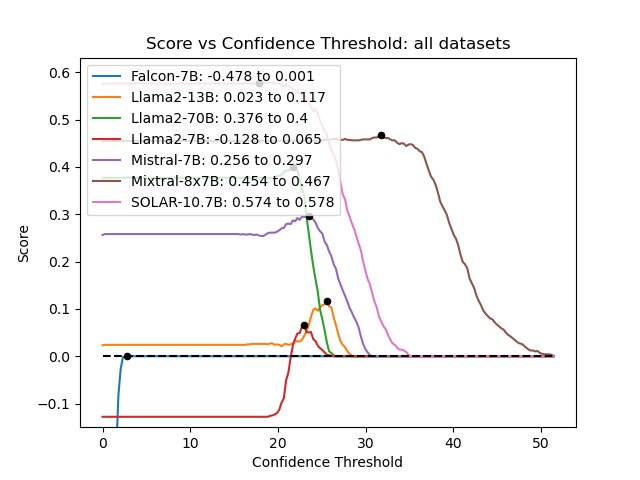 Score vs Confidence Threshold: all datasets
Falcon-7B: -0.478 to 0.001
Llama2-13B: 0.023 to 0.117
Llama2-70B: 0.376 to 0.4
Llama2-7B: -0.128 to 0.065
Mistral-7B: 0.256 to 0.297
Mixtral-8x7B: 0.454 to 0.467
SOLAR-10.7B: 0.574 to 0.578
Score
0.6
0.5
0.4
0.3
0.2
0.1
0.0
−0.1
0 10 20 30 40 50
Confidence Threshold